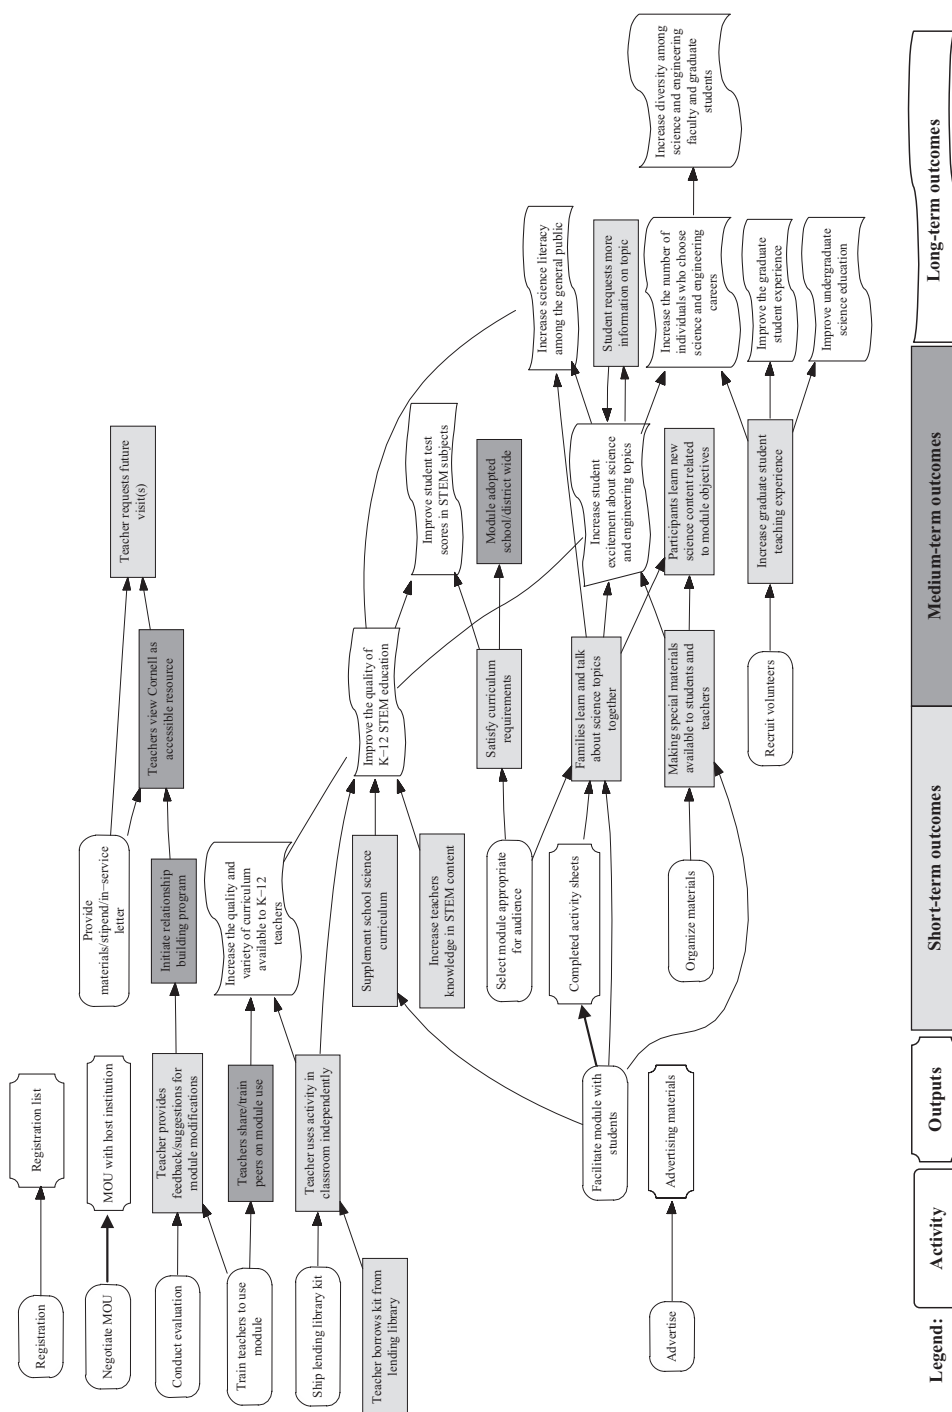 Registration
Registration list
Negotiate MOU
MOU with host institution
Provide
materials/stipend/in−service
letter
Teacher requests future
visit(s)
Conduct evaluation
Teacher provides
feedback/suggestions for
module modifications
Initiate relationship
building program
Teachers view Cornell as
accessible resource
Train teachers to use
module
Teachers share/train
peers on module use
Increase the quality and
variety of curriculum
available to K−12
teachers
Ship lending library kit
Teacher uses activity in
classroom independently
Teacher borrows kit from
lending library
Supplement school science
curriculum
Improve the quality of
K−12 STEM education
Increase teachers
knowledge in STEM content
Improve student test
scores in STEM subjects
Select module appropriate
for audience
Satisfy curriculum
requirements
Module adopted
school/district wide
Increase science literacy
among the general public
Completed activity sheets
Families learn and talk
about science topics
together
Increase student
excitement about science
and engineering topics
Student requests more
information on topic
Facilitate module with
students
Advertise
Advertising materials
Organize materials
Making special materials
available to students and
teachers
Participants learn new
science content related
to module objectives
Increase the number of
individuals who choose
science and engineering
careers
Increase diversity among
science and engineering
faculty and graduate
students
Recruit volunteers
Increase graduate student
teaching experience
Improve the graduate
student experience
Improve undergraduate
science education
Legend:
Activity
Outputs
Short-term outcomes
Medium-term outcomes
Long-term outcomes